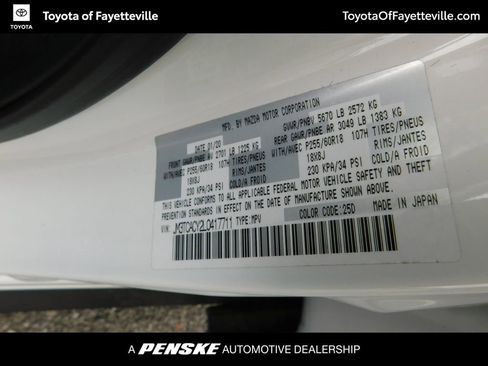 TOYOTA
Toyota of Fayetteville
ToyotaOfFayetteville.com
MFD. BY MAZDA MOTOR CORPORATION
DATE 01/20 GVWR/PNBV 5670 LB 2572 KG
FRONT GAWR/PNBE AV 2701 LB 1225 KG REAR GAWR/PNBE AR 3049 LB 1383 KG
WITH/AVEC P255/60R18 107H TIRES/PNEUS WITH/AVEC P255/60R18 107H TIRES/PNEUS
18X8J RIMS/JANTES 18X8J RIMS/JANTES
230 KPA/34 PSI COLD/A FROID 230 KPA/34 PSI COLD/A FROID
THIS VEHICLE CONFORMS TO ALL APPLICABLE FEDERAL MOTOR VEHICLE SAFETY AND THEFT
PREVENTION STANDARDS IN EFFECT ON THE DATE OF MANUFACTURE SHOWN ABOVE.
VIN: JM3TCACY2L0417711 TYPE: MPV COLOR CODE: 25D MADE IN JAPAN
A PENSKE AUTOMOTIVE DEALERSHIP